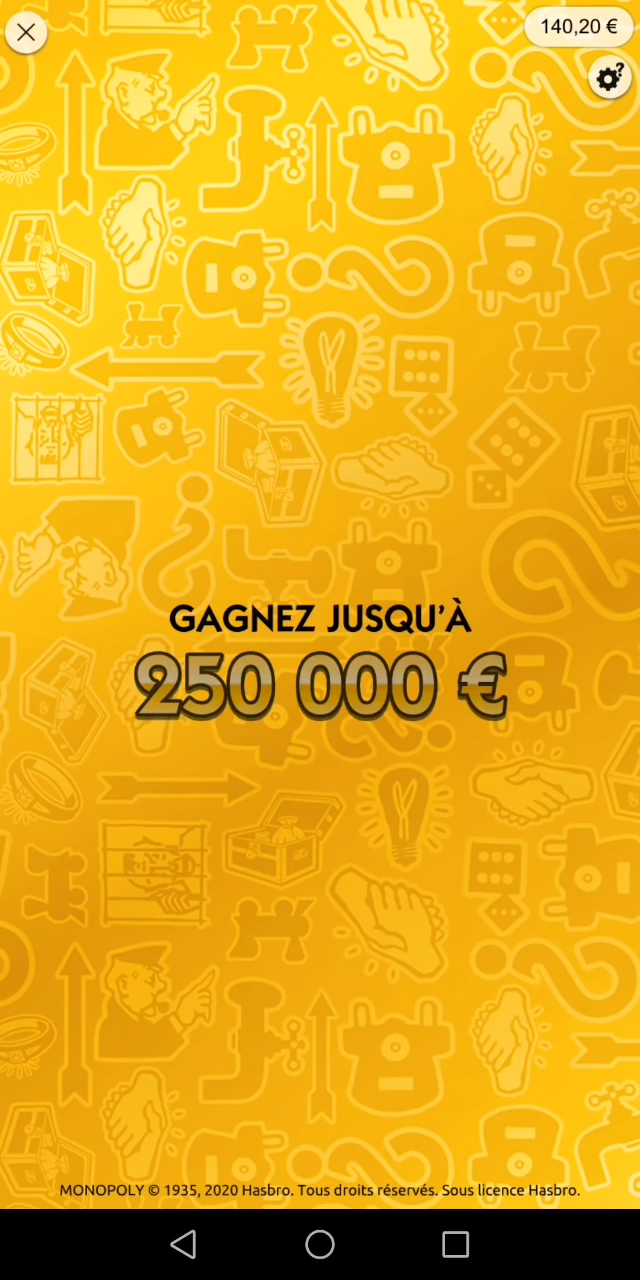 140,20 €
?
GAGNEZ JUSQU'À
250 000 €
MONOPOLY © 1935, 2020 Hasbro. Tous droits réservés. Sous licence Hasbro.